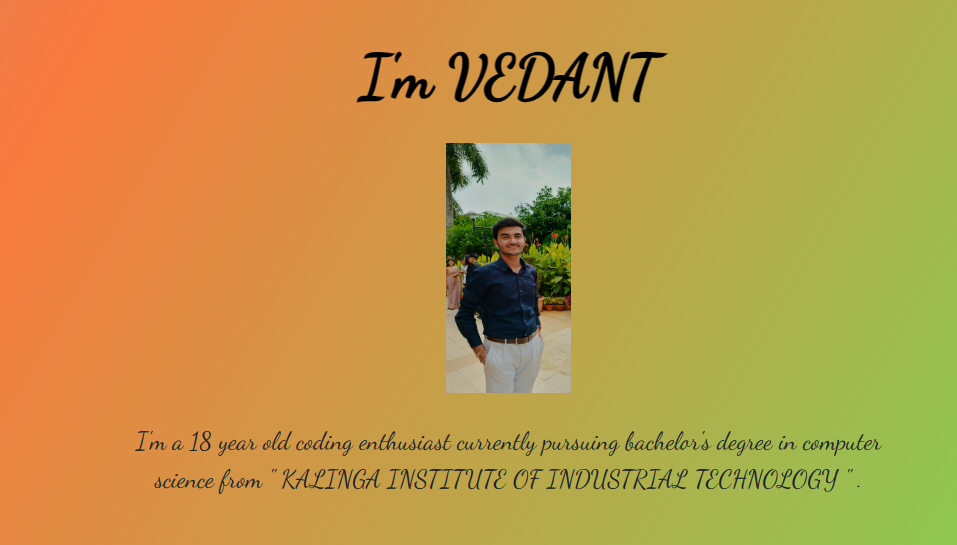 I'm VEDANT
I'm a 18 year old coding enthusiast currently pursuing bachelor's degree in computer
science from " KALINGA INSTITUTE OF INDUSTRIAL TECHNOLOGY " .